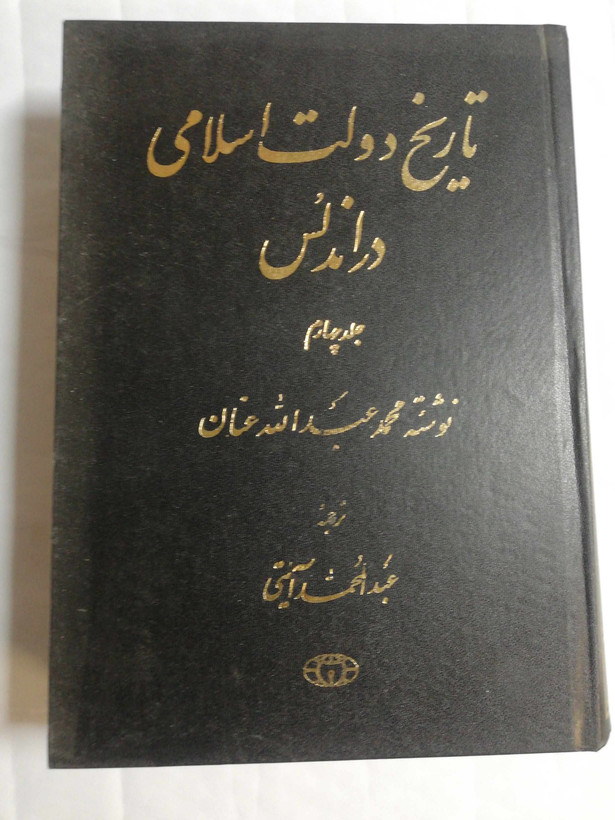 تاریخ دولت اسلامی
در اندلس
جلد چهارم
نوشتهٔ محمد عبدالله عنان
ترجمهٔ
عبدالمحمد آیتی